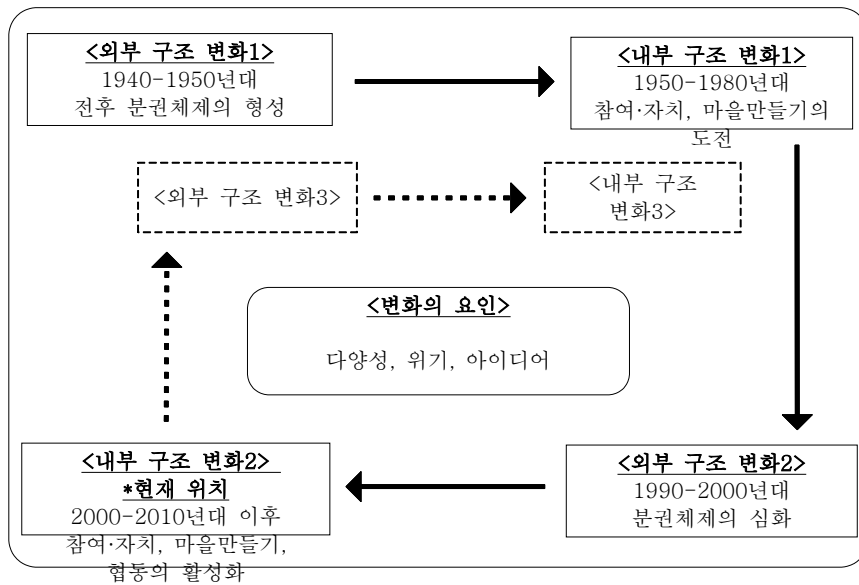 <외부 구조 변화1>
1940-1950년대
전후 분권체제의 형성
<내부 구조 변화1>
1950-1980년대
참여·자치, 마을만들기의
도전
<외부 구조 변화3>
<내부 구조
변화3>
<변화의 요인>
다양성, 위기, 아이디어
<내부 구조 변화2>
*현재 위치
2000-2010년대 이후
참여·자치, 마을만들기,
협동의 활성화
<외부 구조 변화2>
1990-2000년대
분권체제의 심화